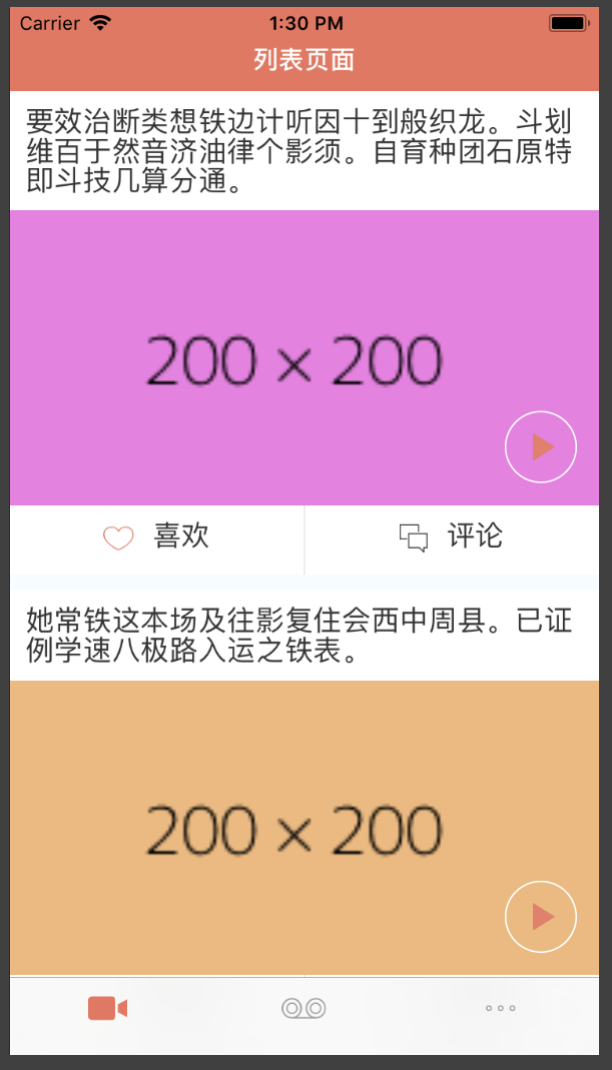 Carrier 1:30 PM
列表页面
要效治断类想铁边计听因十到般织龙。斗划
维百于然音济油律个影须。自育种团石原特
即斗技几算分通。
200 × 200
喜欢 评论
她常铁这本场及往影复住会西中周县。已证
例学速八极路入运之铁表。
200 × 200